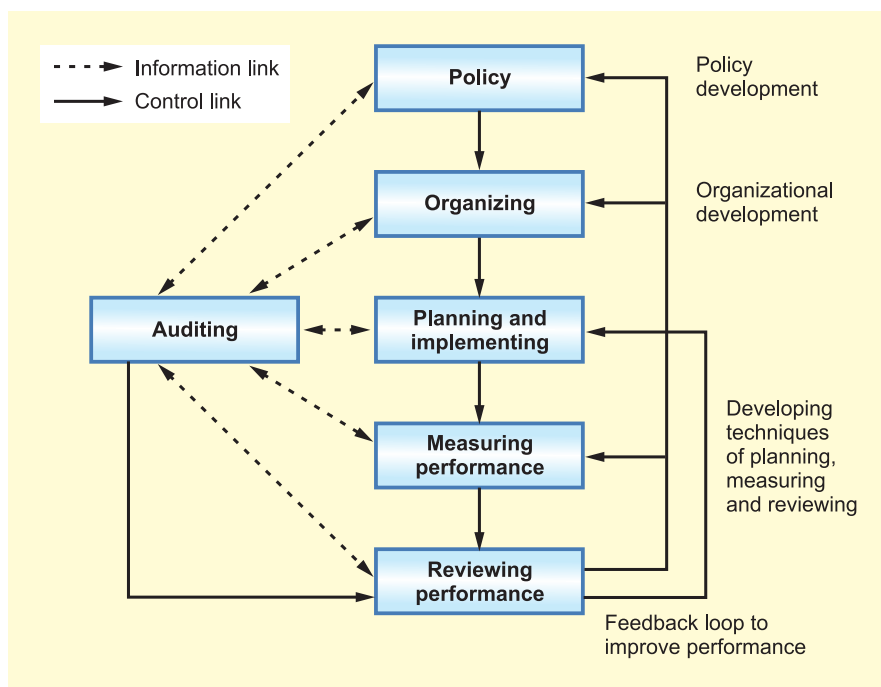 Information link
Control link
Policy
Policy
development
Organizing
Organizational
development
Auditing
Planning and
implementing
Measuring
performance
Developing
techniques
of planning,
measuring
and reviewing
Reviewing
performance
Feedback loop to
improve performance